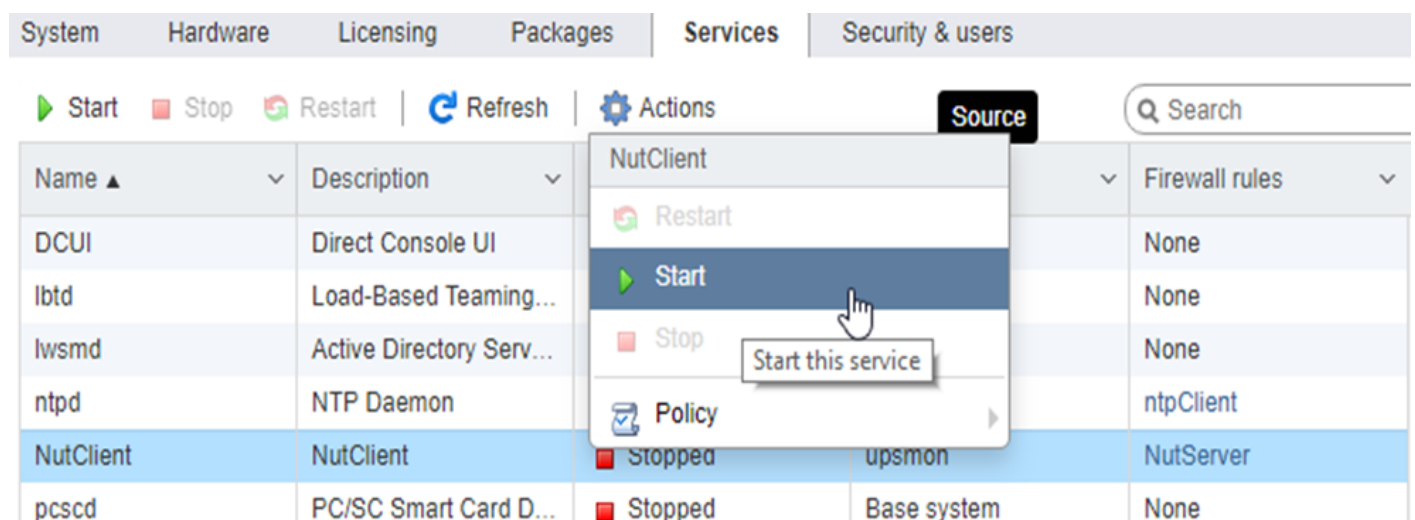 System Hardware Licensing Packages Services Security & users
Start Stop Restart Refresh Actions Source Search
Name ▲ Description NutClient Firewall rules
Restart
DCUI Direct Console UI None
Start
lbtd Load-Based Teaming... None
Stop
lwsmd Active Directory Serv... None
Start this service
ntpd NTP Daemon Policy ntpClient
NutClient NutClient Stopped upsmon NutServer
pcscd PC/SC Smart Card D... Stopped Base system None